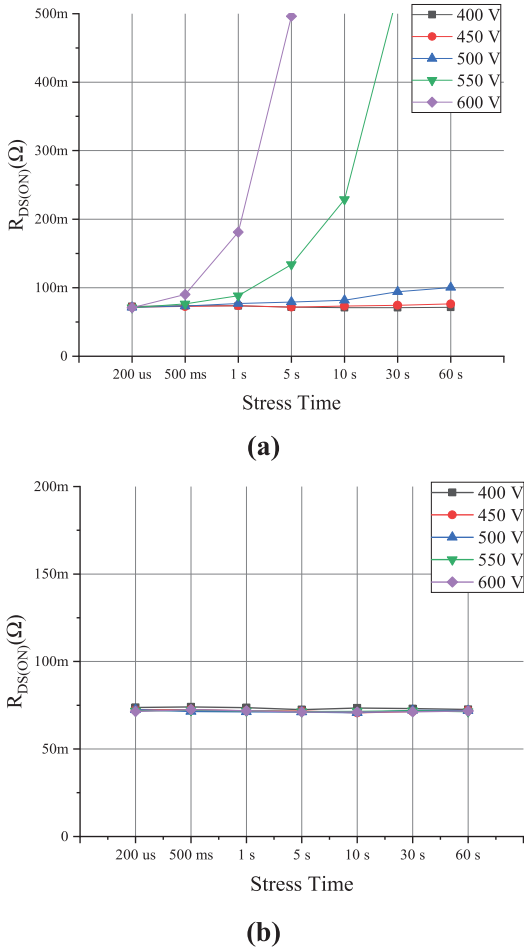 500m
400m
300m
200m
100m
0
R_DS(ON)(Ω)
400 V
450 V
500 V
550 V
600 V
200 us
500 ms
1 s
5 s
10 s
30 s
60 s
Stress Time
(a)
200m
150m
100m
50m
0
R_DS(ON)(Ω)
400 V
450 V
500 V
550 V
600 V
200 us
500 ms
1 s
5 s
10 s
30 s
60 s
Stress Time
(b)